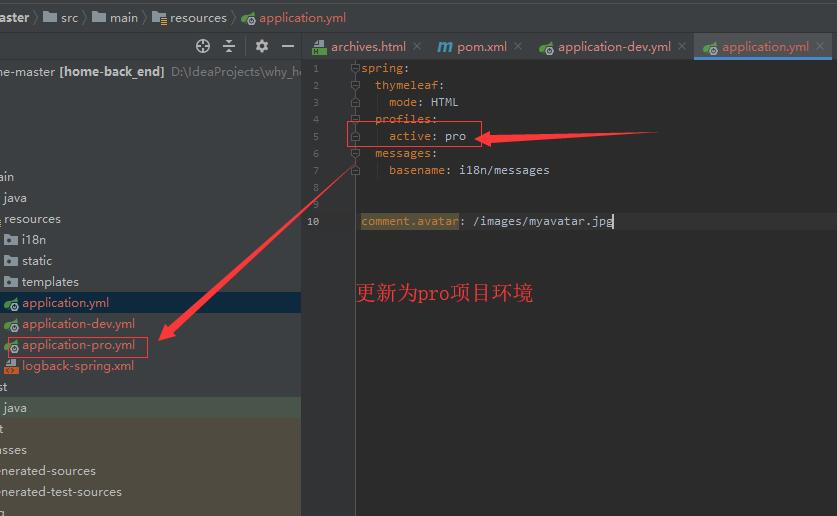 aster src main resources application.yml
archives.html pom.xml application-dev.yml application.yml
ne-master [home-back_end] D:\IdeaProjects\why_h
ain
java
resources
i18n
static
templates
application.yml
application-dev.yml
application-pro.yml
logback-spring.xml
st
java
t
asses
nerated-sources
nerated-test-sources
1 spring:
2 thymeleaf:
3 mode: HTML
4 profiles:
5 active: pro
6 messages:
7 basename: i18n/messages
8
9
10 comment.avatar: /images/myavatar.jpg
更新为pro项目环境